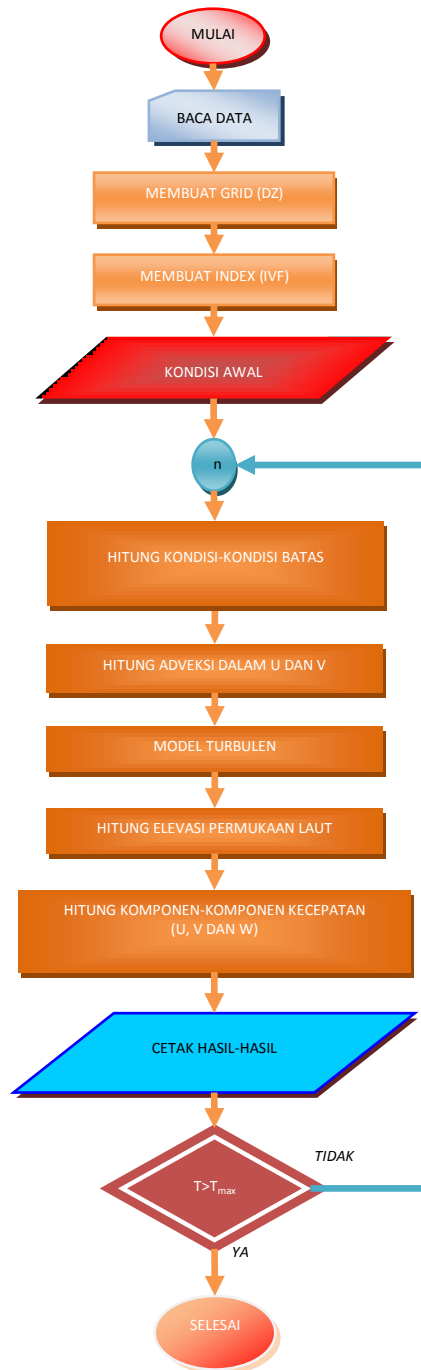 MULAI
BACA DATA
MEMBUAT GRID (DZ)
MEMBUAT INDEX (IVF)
KONDISI AWAL
n
HITUNG KONDISI-KONDISI BATAS
HITUNG ADVEKSI DALAM U DAN V
MODEL TURBULEN
HITUNG ELEVASI PERMUKAAN LAUT
HITUNG KOMPONEN-KOMPONEN KECEPATAN
(U, V DAN W)
CETAK HASIL-HASIL
TIDAK
T>Tmax
YA
SELESAI